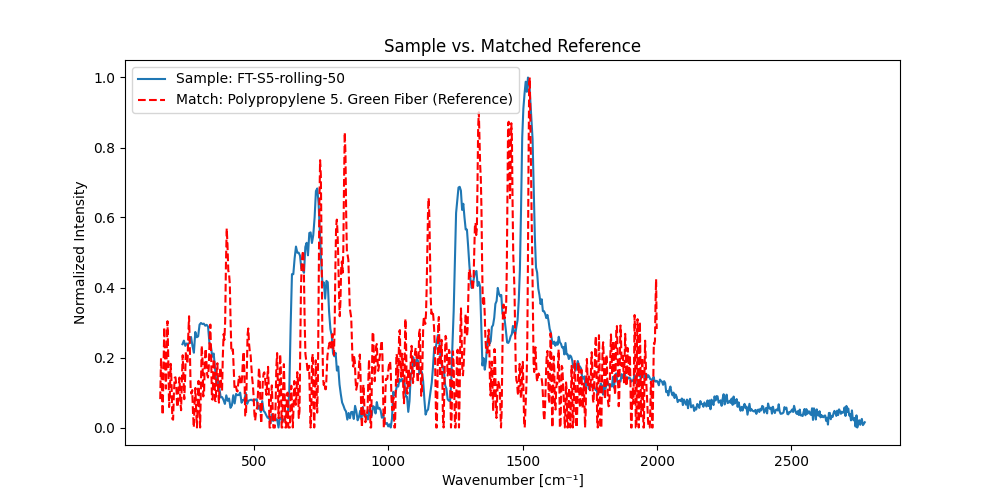 Sample vs. Matched Reference
Sample: FT-S5-rolling-50
Match: Polypropylene 5. Green Fiber (Reference)
1.0
0.8
0.6
0.4
0.2
0.0
Normalized Intensity
500
1000
1500
2000
2500
Wavenumber [cm⁻¹]